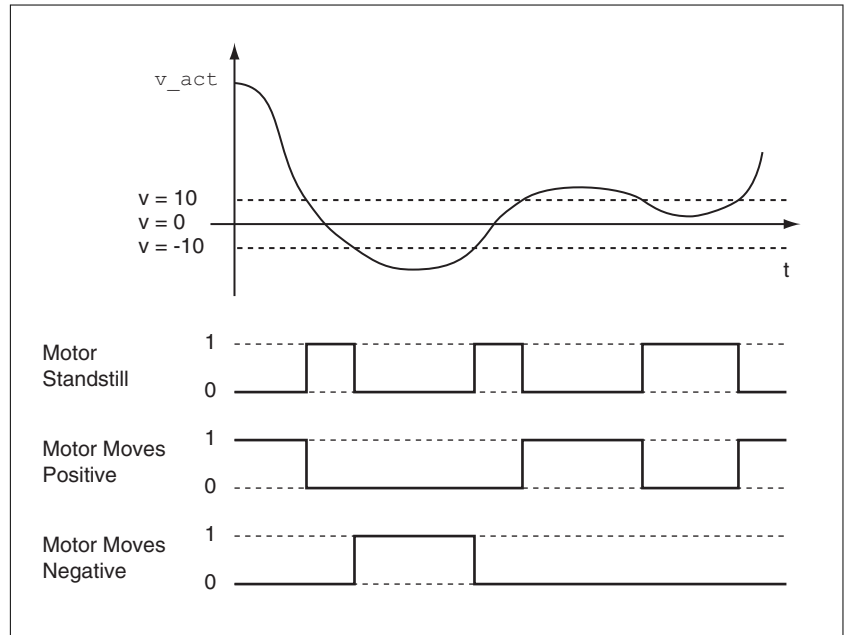 v_act
v = 10
v = 0
v = -10
t
Motor
Standstill
1
0
Motor Moves
Positive
1
0
Motor Moves
Negative
1
0